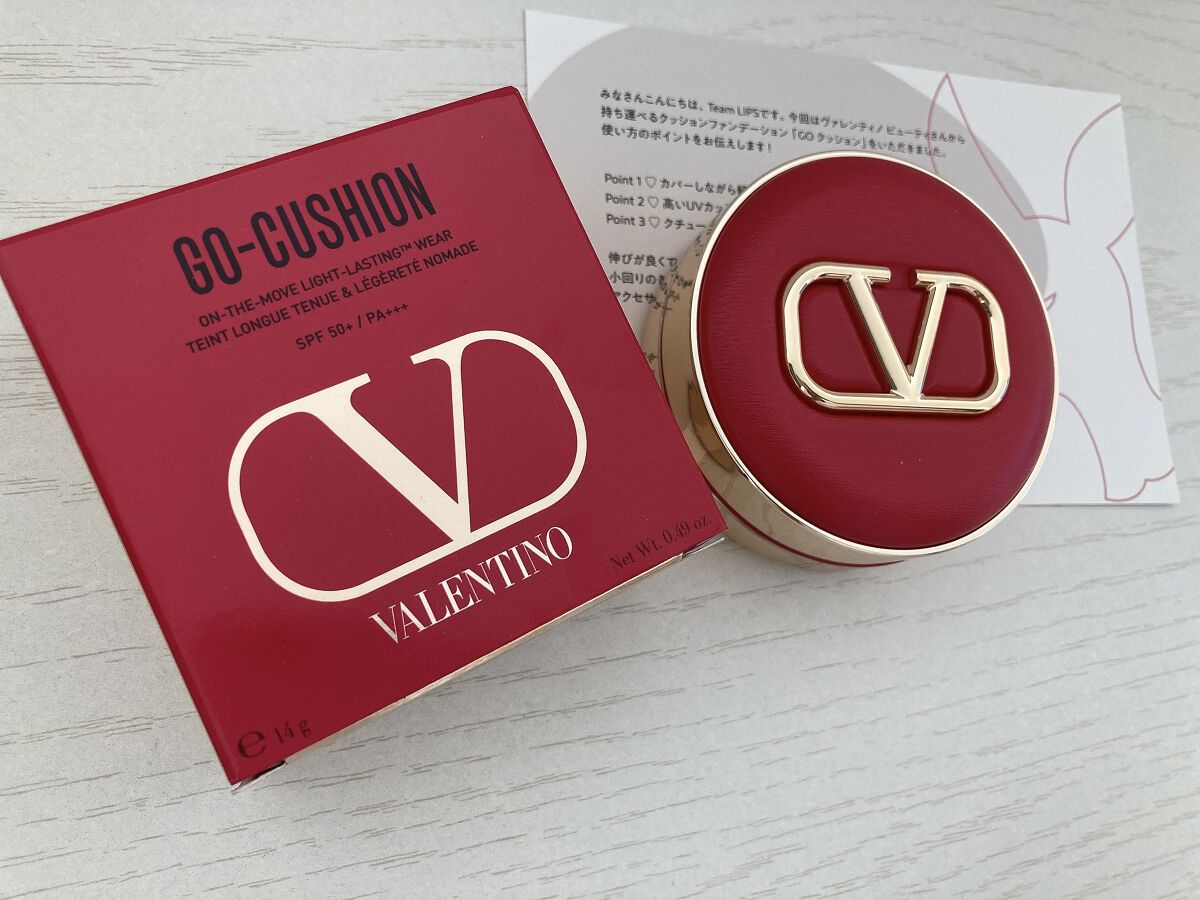 GO-CUSHION
ON-THE-MOVE LIGHT-LASTING™ WEAR
TEINT LONGUE TENUE & LÉGÈRETÉ NOMADE
SPF 50+ / PA+++
V
VALENTINO
Net Wt. 0.49 oz.
℮ 14 g
みなさんこんにちは、Team LIPSです。今回はヴァレンティノ ビューティさんから
持ち運べるクッションファンデーション「GO クッション」をいただきました。
使い方のポイントをお伝えします!
Point 1 ♡ カバーしながら
Point 2 ♡ 高いUVカッ
Point 3 ♡ クチュー
伸びが良くて
小回りの
アクセサ
V